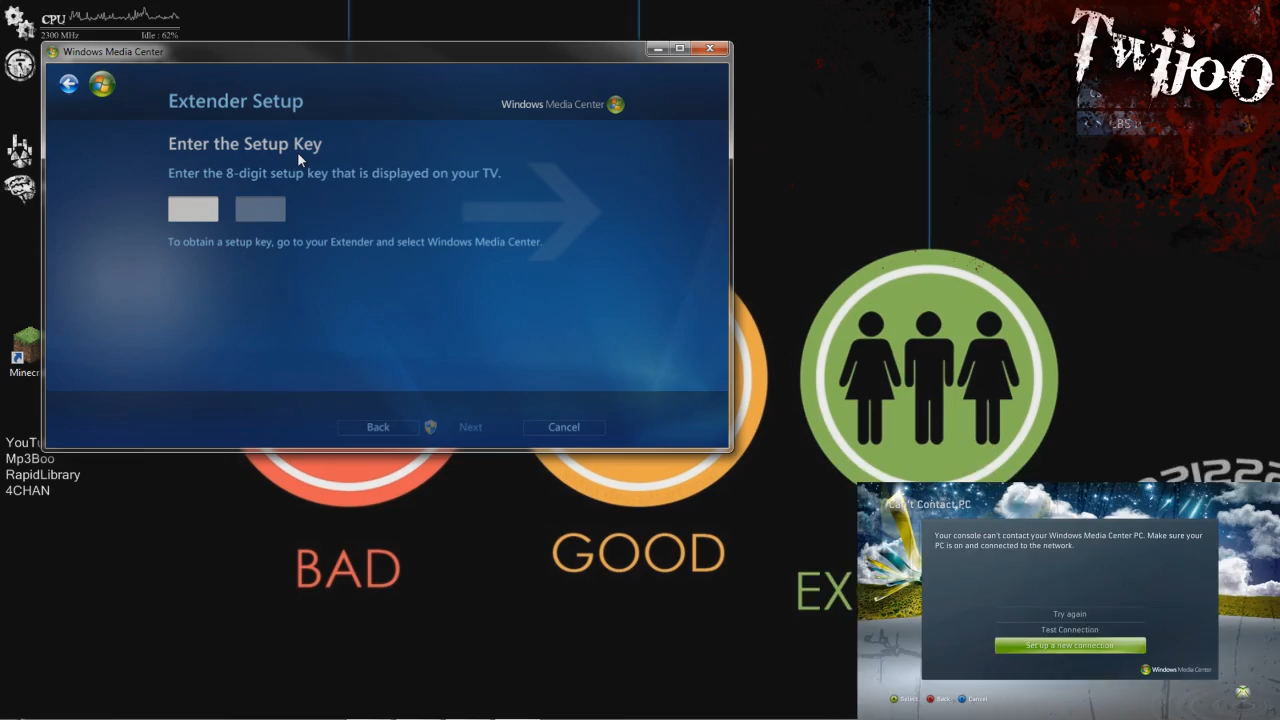 CPU
2300 MHz
Idle : 62%
Windows Media Center
Extender Setup
Windows Media Center
Enter the Setup Key
Enter the 8-digit setup key that is displayed on your TV.
To obtain a setup key, go to your Extender and select Windows Media Center.
Back
Next
Cancel
TwijjoO
Minecr
YouTu
Mp3Boo
RapidLibrary
4CHAN
BAD
GOOD
EX
Can't Contact PC
Your console can't contact your Windows Media Center PC. Make sure your
PC is on and connected to the network.
Try again
Test Connection
Set up a new connection
Windows Media Center
Select
Back
Cancel